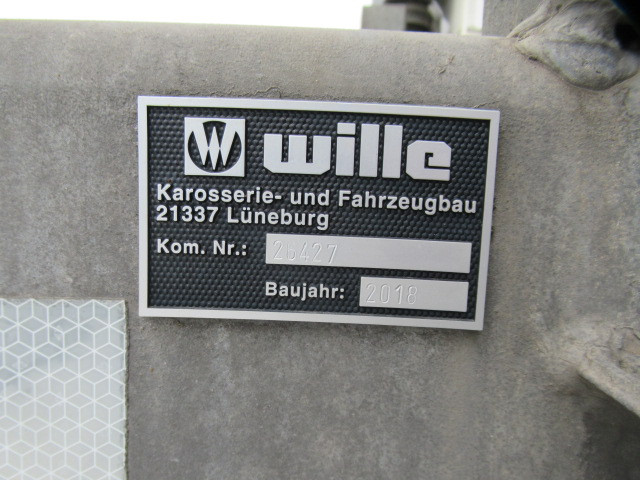 W wille
Karosserie- und Fahrzeugbau
21337 Lüneburg
Kom. Nr.:
Baujahr: 2018